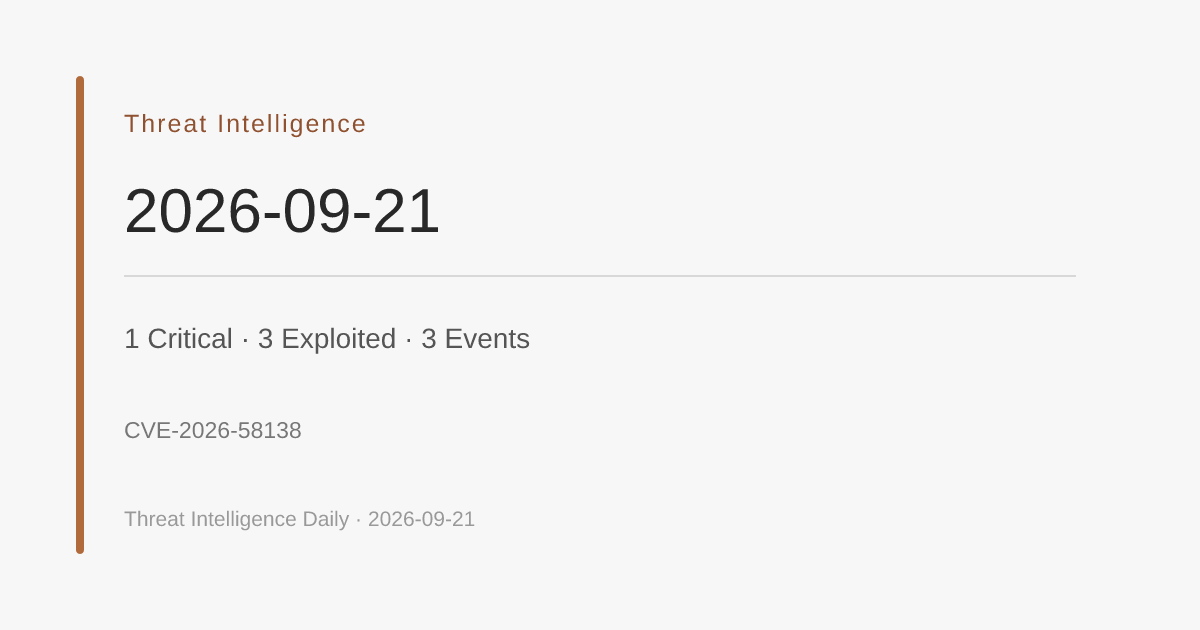 Threat Intelligence
2026-09-21
1 Critical · 3 Exploited · 3 Events
CVE-2026-58138
Threat Intelligence Daily · 2026-09-21